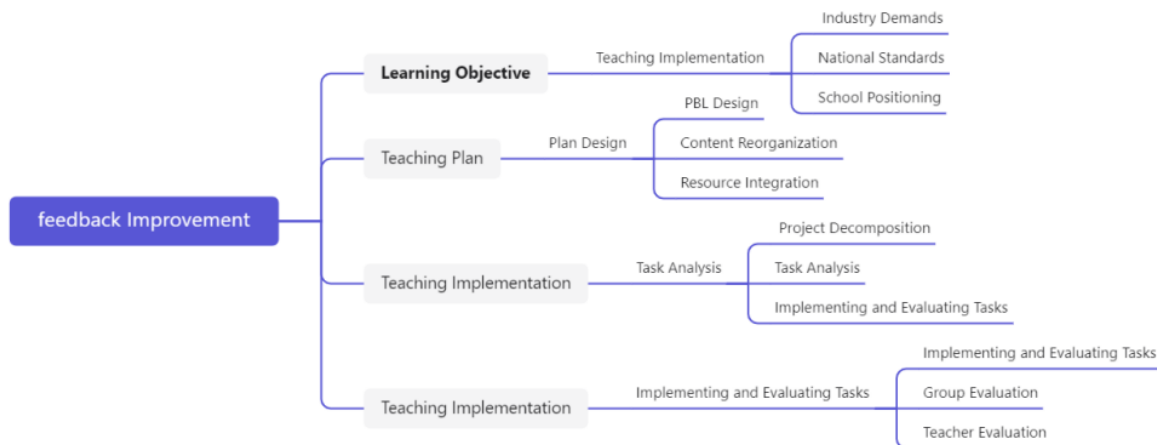 feedback Improvement
Learning Objective
Teaching Implementation
Industry Demands
National Standards
School Positioning
Teaching Plan
Plan Design
PBL Design
Content Reorganization
Resource Integration
Teaching Implementation
Task Analysis
Project Decomposition
Task Analysis
Implementing and Evaluating Tasks
Teaching Implementation
Implementing and Evaluating Tasks
Implementing and Evaluating Tasks
Group Evaluation
Teacher Evaluation